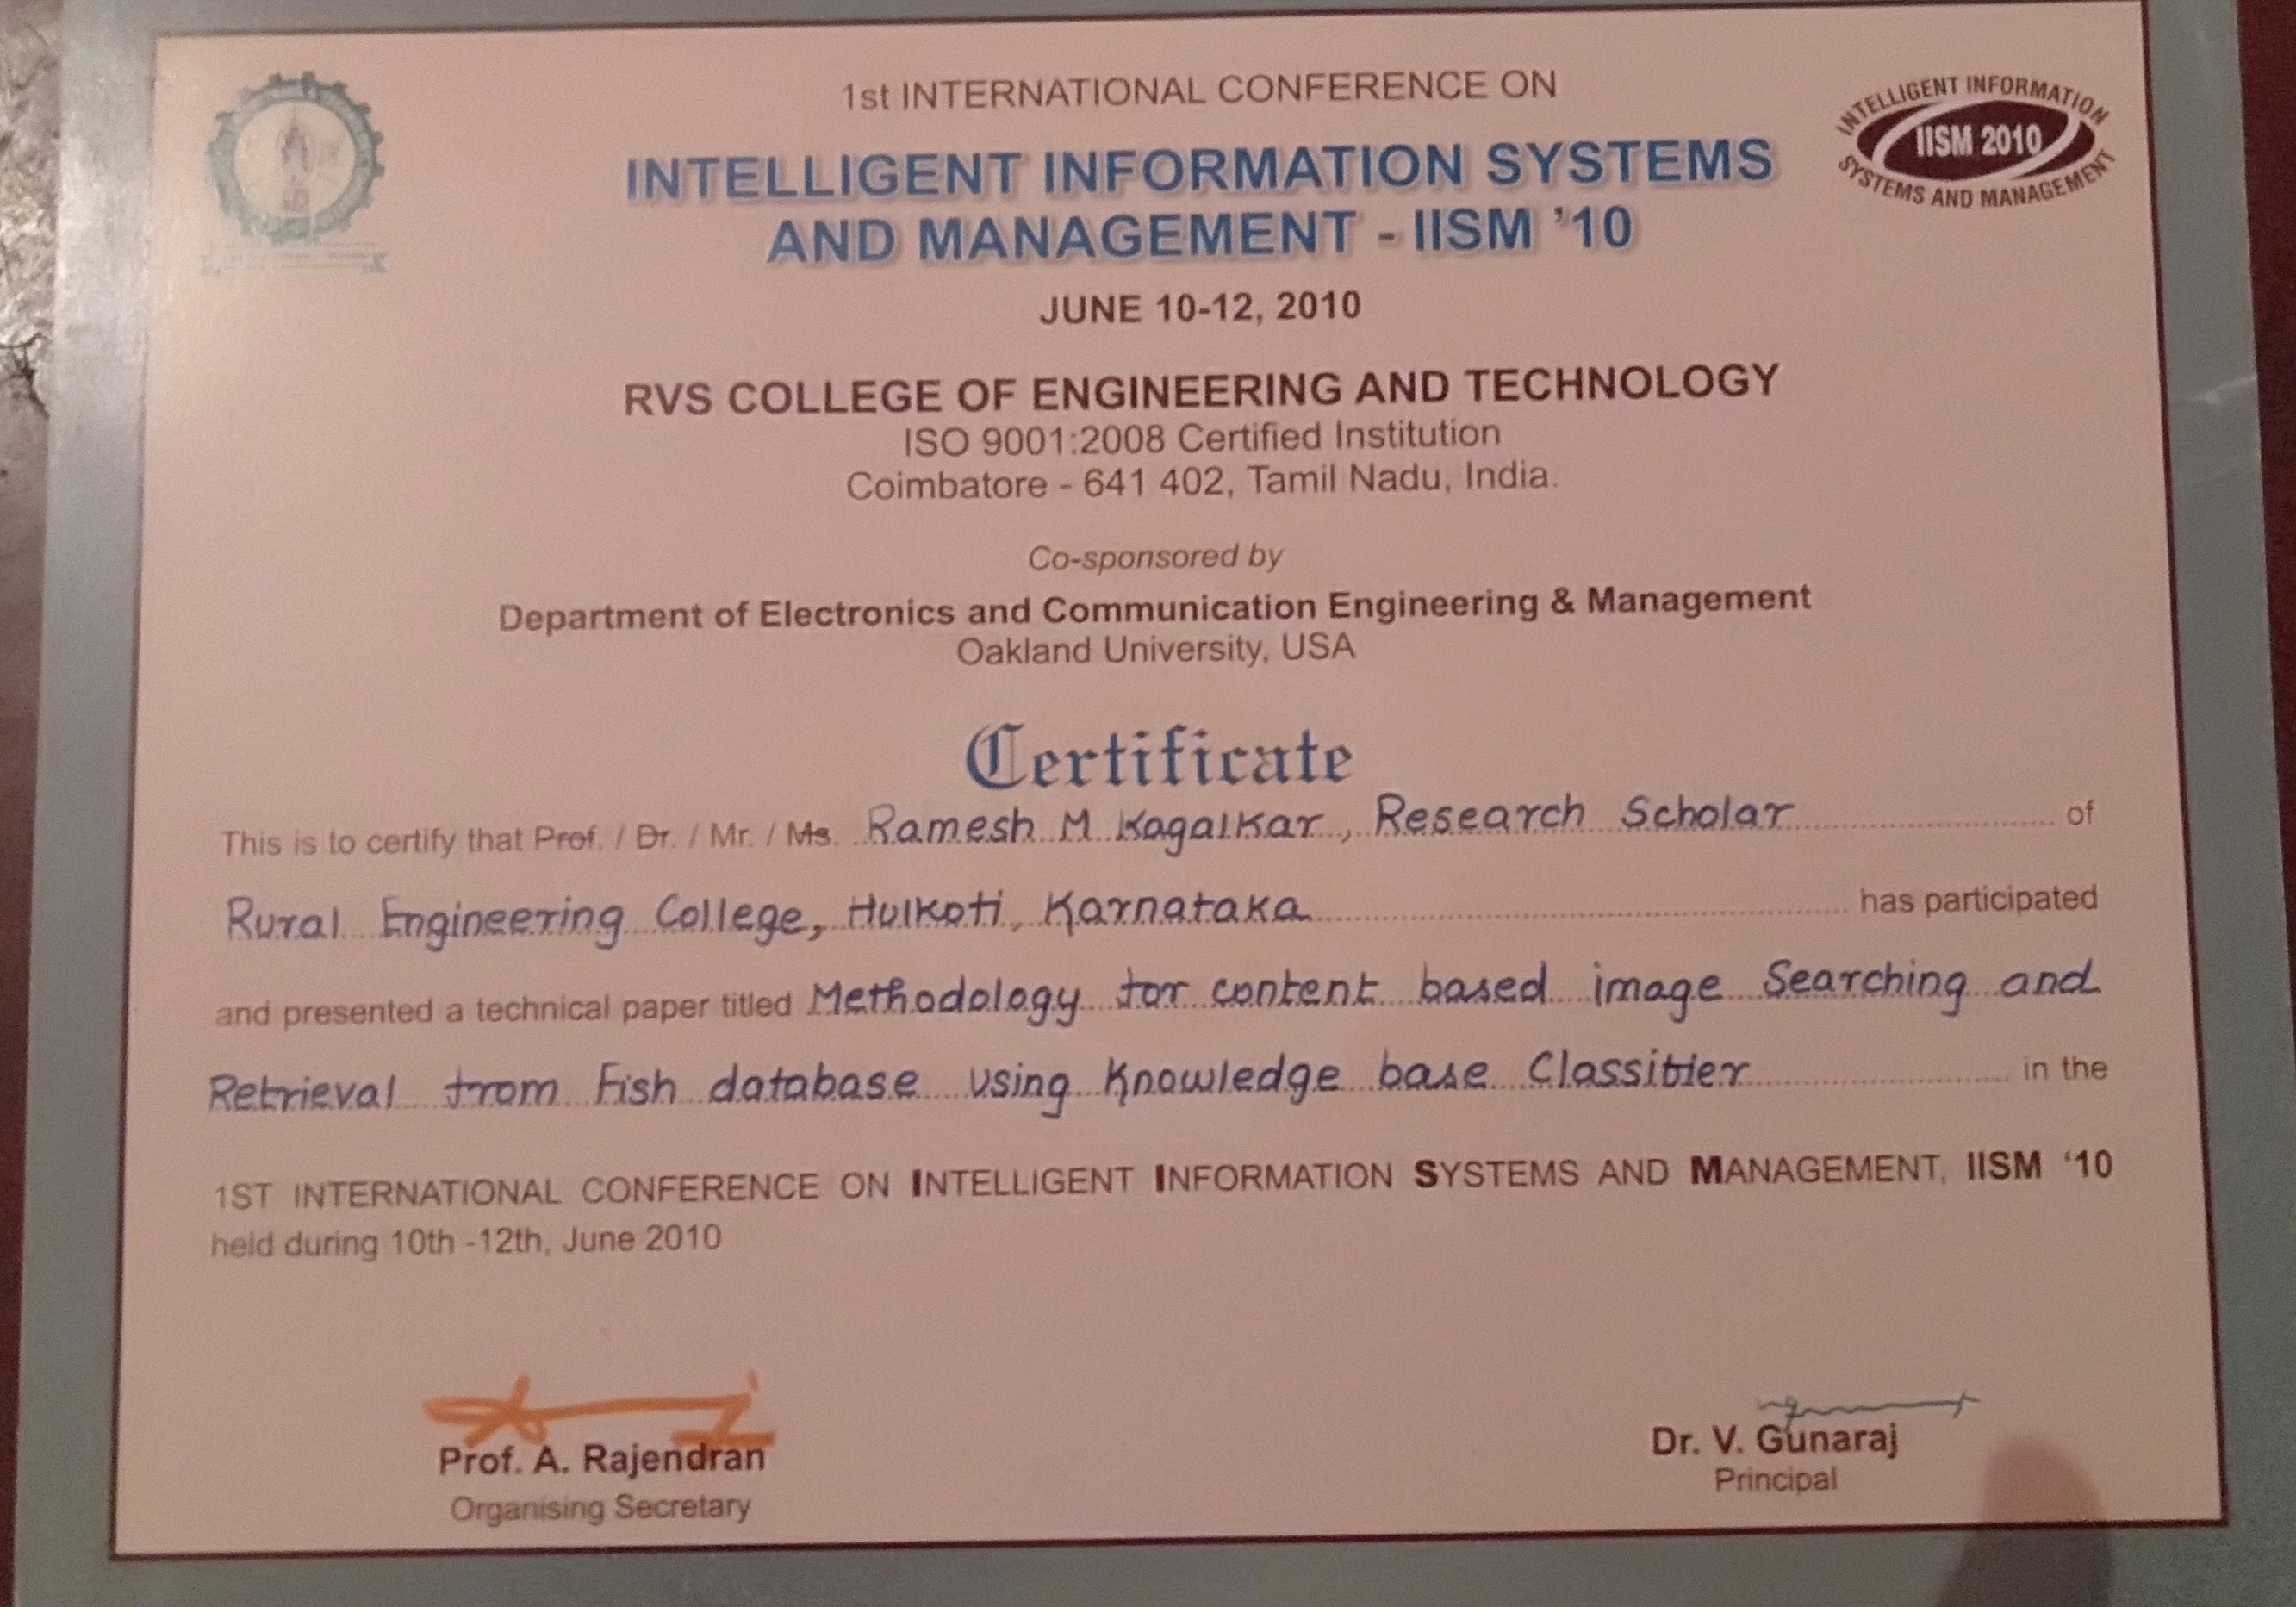 1st INTERNATIONAL CONFERENCE ON
INTELLIGENT INFORMATION SYSTEMS
AND MANAGEMENT - IISM '10
INTELLIGENT INFORMATION
IISM 2010
SYSTEMS AND MANAGEMENT
JUNE 10-12, 2010
RVS COLLEGE OF ENGINEERING AND TECHNOLOGY
ISO 9001:2008 Certified Institution
Coimbatore - 641 402, Tamil Nadu, India.
Co-sponsored by
Department of Electronics and Communication Engineering & Management
Oakland University, USA
Certificate
This is to certify that Prof. / Dr. / Mr. / Ms. Ramesh M Kagalkar, Research Scholar of
Rural Engineering College, Hulkoti, Karnataka has participated
and presented a technical paper titled Methodology for content based image Searching and
Retrieval from Fish database using Knowledge base Classifier in the
1ST INTERNATIONAL CONFERENCE ON INTELLIGENT INFORMATION SYSTEMS AND MANAGEMENT, IISM '10
held during 10th -12th, June 2010
Prof. A. Rajendran
Organising Secretary
Dr. V. Gunaraj
Principal